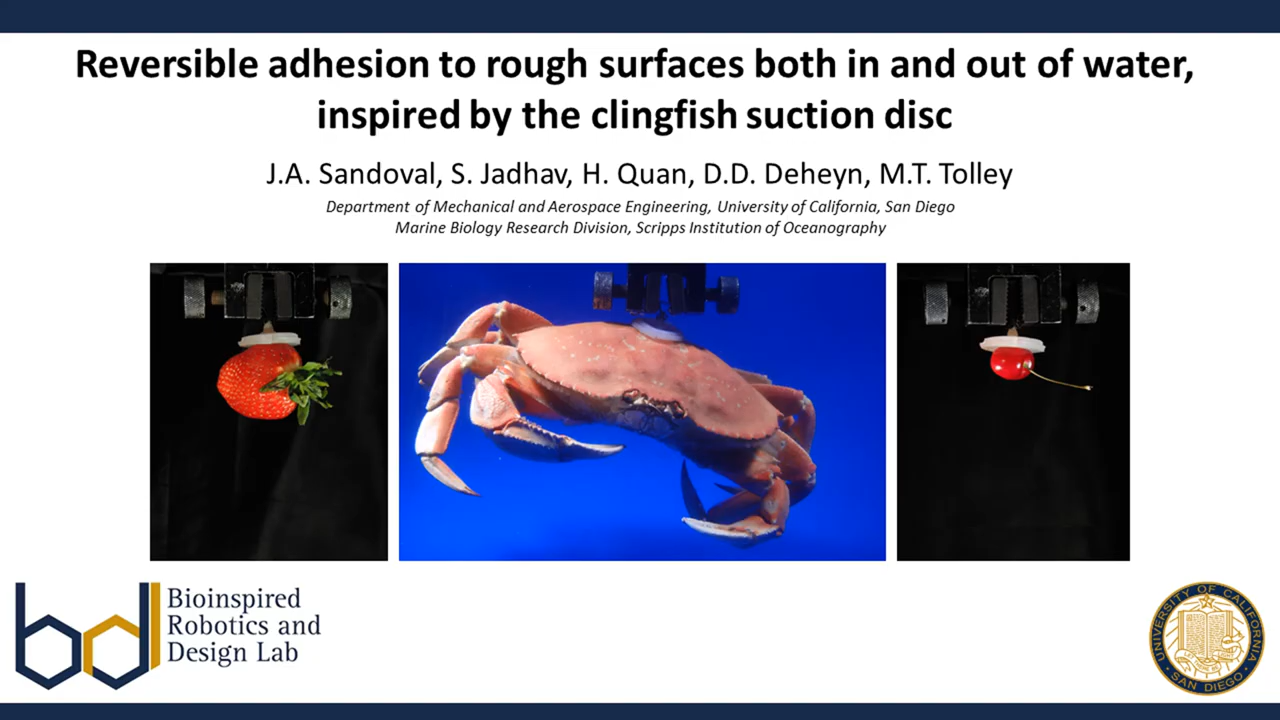 Reversible adhesion to rough surfaces both in and out of water,
inspired by the clingfish suction disc
J.A. Sandoval, S. Jadhav, H. Quan, D.D. Deheyn, M.T. Tolley
Department of Mechanical and Aerospace Engineering, University of California, San Diego
Marine Biology Research Division, Scripps Institution of Oceanography
bd
Bioinspired
Robotics and
Design Lab
UNIVERSITY OF CALIFORNIA
SAN DIEGO